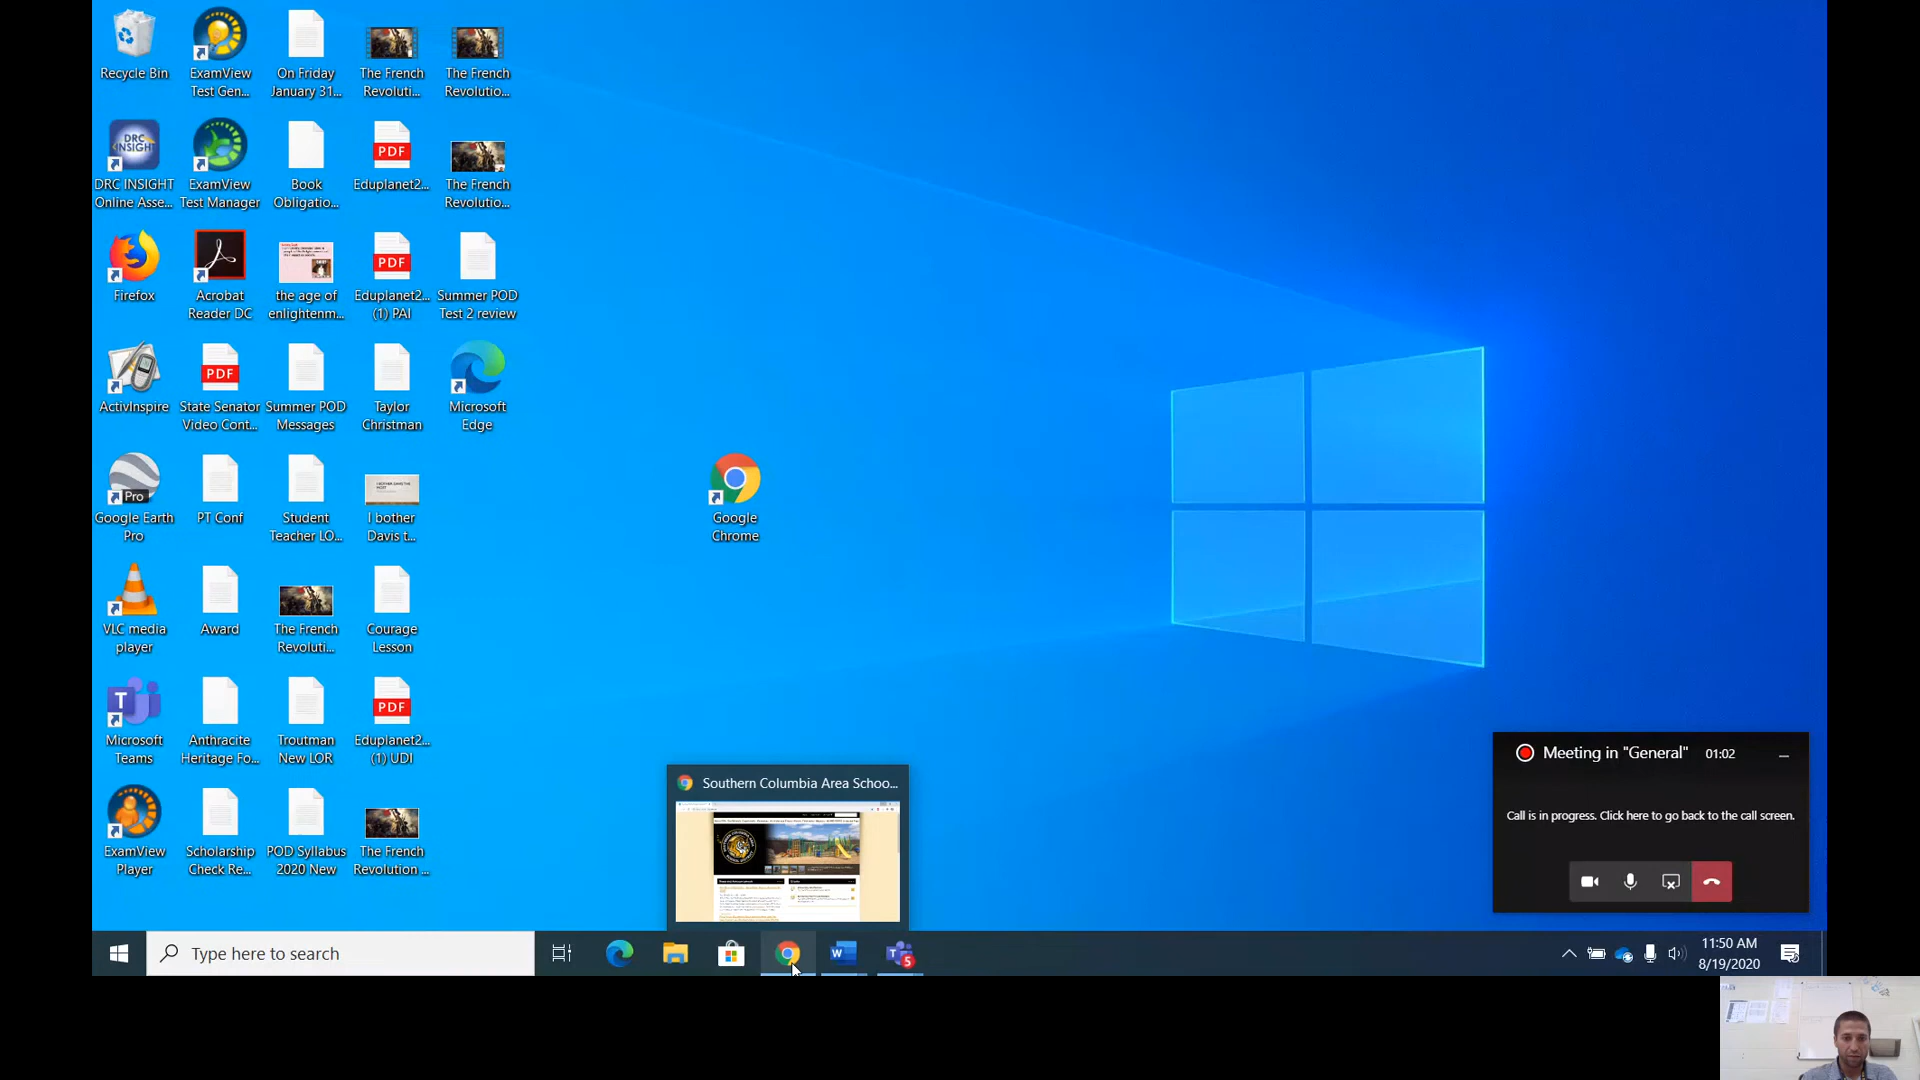 Recycle Bin
ExamView
Test Gen...
On Friday
January 31...
The French
Revoluti...
The French
Revolutio...
DRC
INSIGHT
DRC INSIGHT
Online Asse...
ExamView
Test Manager
Book
Obligatio...
PDF
Eduplanet2...
The French
Revolutio...
Firefox
Acrobat
Reader DC
the age of
enlightenm...
PDF
Eduplanet2...
(1) PAI
Summer POD
Test 2 review
ActivInspire
PDF
State Senator
Video Cont...
Summer POD
Messages
Taylor
Christman
Microsoft
Edge
Pro
Google Earth
Pro
PT Conf
Student
Teacher LO...
I bother
Davis t...
Google
Chrome
VLC media
player
Award
The French
Revoluti...
Courage
Lesson
T
Microsoft
Teams
Anthracite
Heritage Fo...
Troutman
New LOR
PDF
Eduplanet2...
(1) UDI
ExamView
Player
Scholarship
Check Re...
POD Syllabus
2020 New
The French
Revolution ...
Southern Columbia Area Schoo...
Meeting in "General" 01:02
Call is in progress. Click here to go back to the call screen.
Type here to search
W
T
5
11:50 AM
8/19/2020